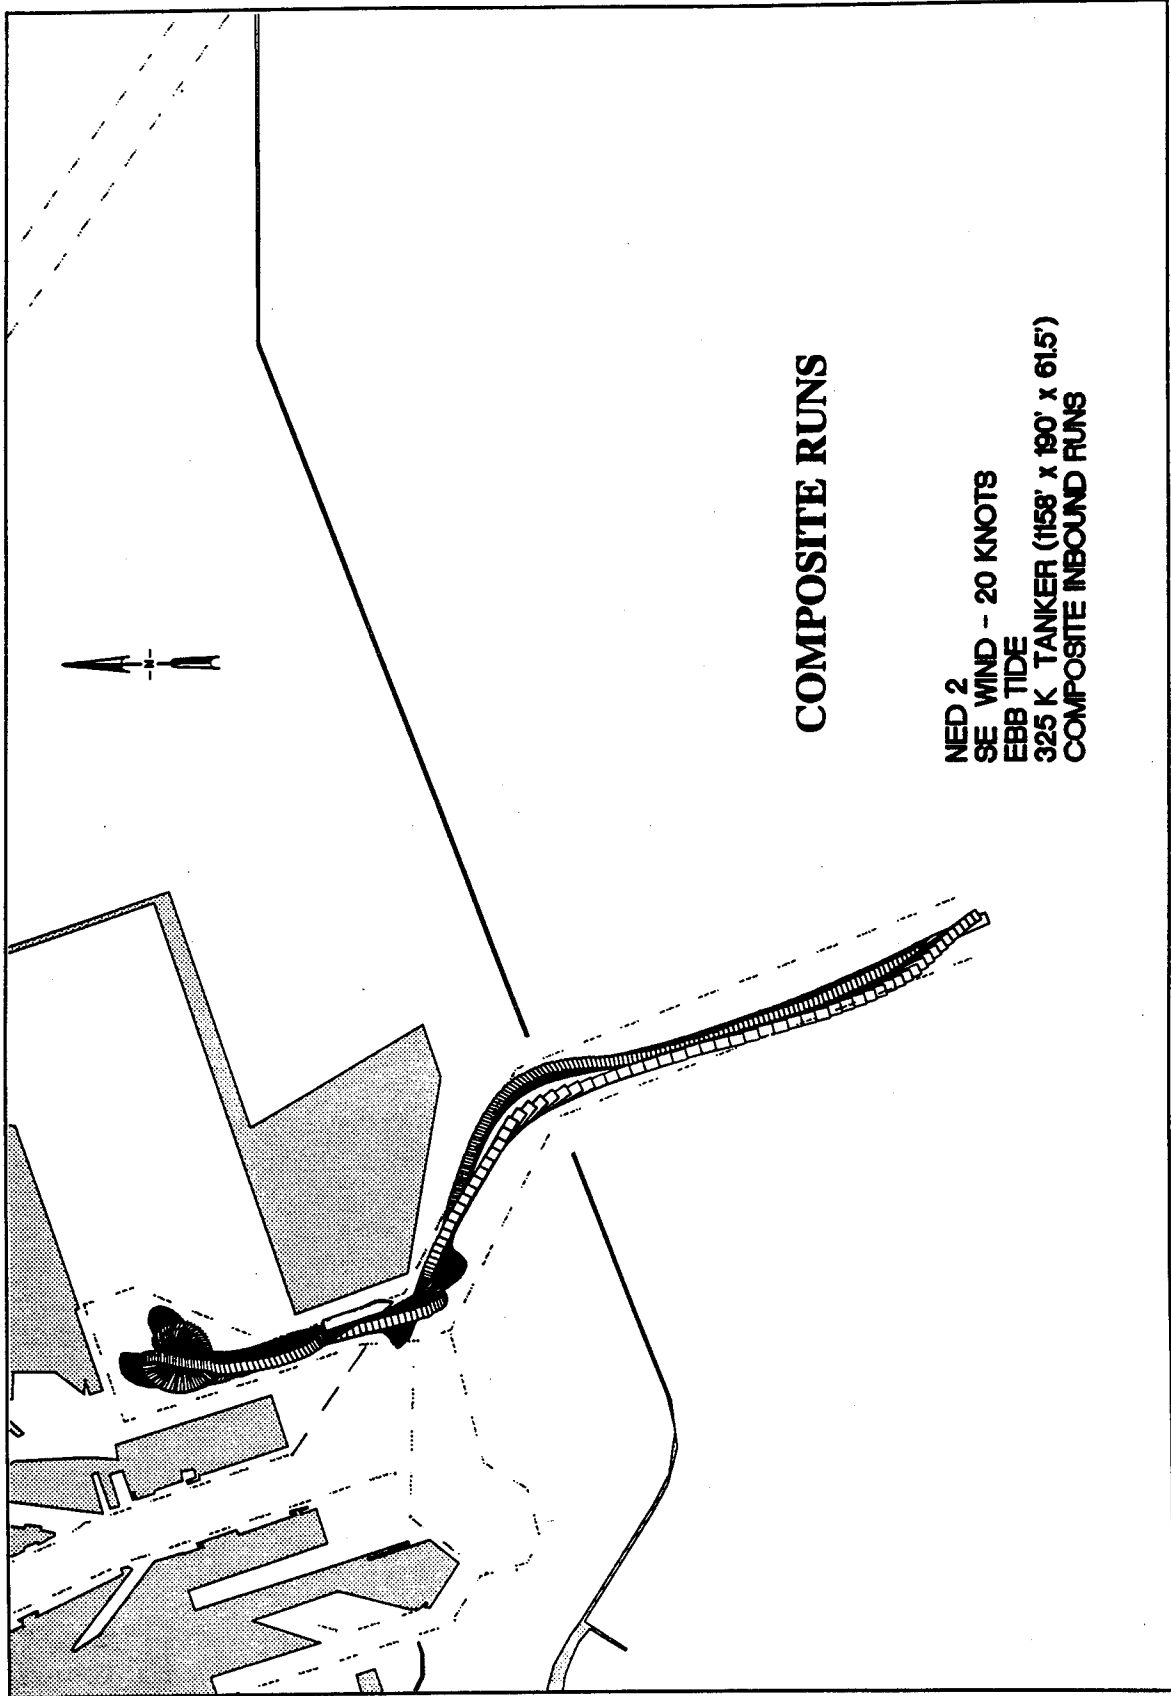 N
COMPOSITE RUNS
NED 2
SE WIND - 20 KNOTS
EBB TIDE
325 K TANKER (1158' x 190' x 61.5')
COMPOSITE INBOUND RUNS